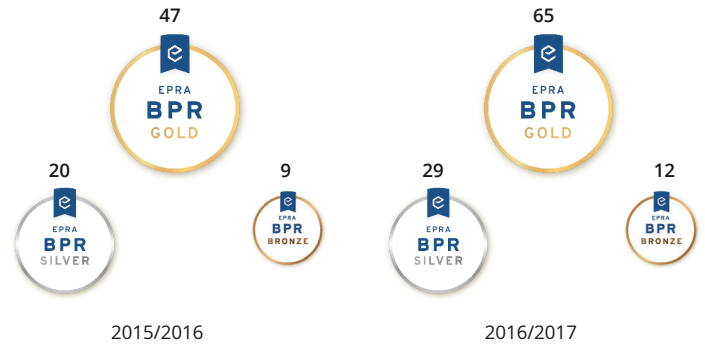 47
EPRA
BPR
GOLD
20
EPRA
BPR
SILVER
9
EPRA
BPR
BRONZE
2015/2016
65
EPRA
BPR
GOLD
29
EPRA
BPR
SILVER
12
EPRA
BPR
BRONZE
2016/2017